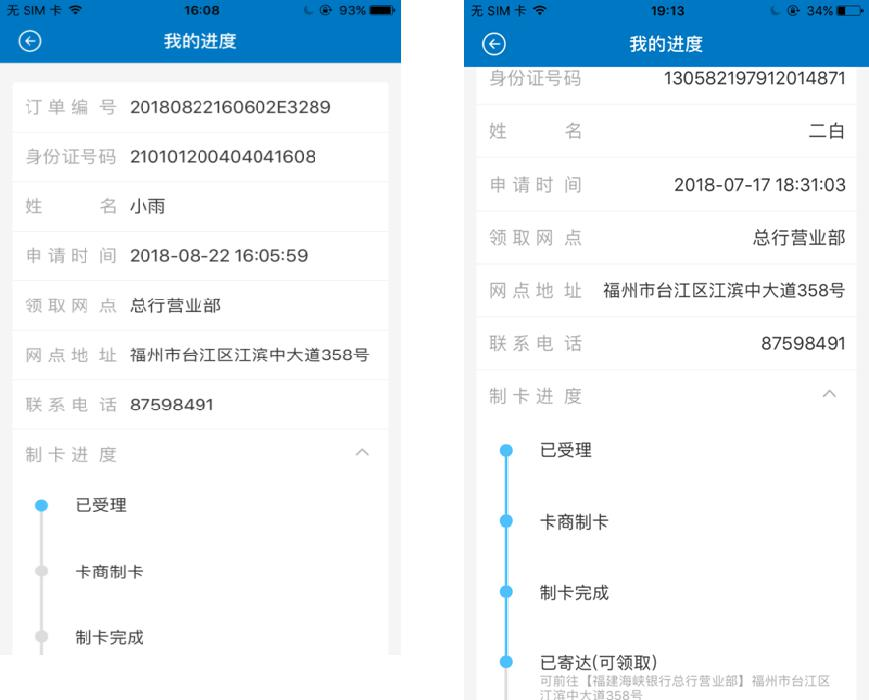 无 SIM 卡 16:08 93%
我的进度
订单编号 20180822160602E3289
身份证号码 210101200404041608
姓名 小雨
申请时间 2018-08-22 16:05:59
领取网点 总行营业部
网点地址 福州市台江区江滨中大道358号
联系电话 87598491
制卡进度
已受理
卡商制卡
制卡完成
无 SIM 卡 19:13 34%
我的进度
身份证号码 130582197912014871
姓名 二白
申请时间 2018-07-17 18:31:03
领取网点 总行营业部
网点地址 福州市台江区江滨中大道358号
联系电话 87598491
制卡进度
已受理
卡商制卡
制卡完成
已寄达(可领取)
可前往【福建海峡银行总行营业部】福州市台江区
江滨中大道358号